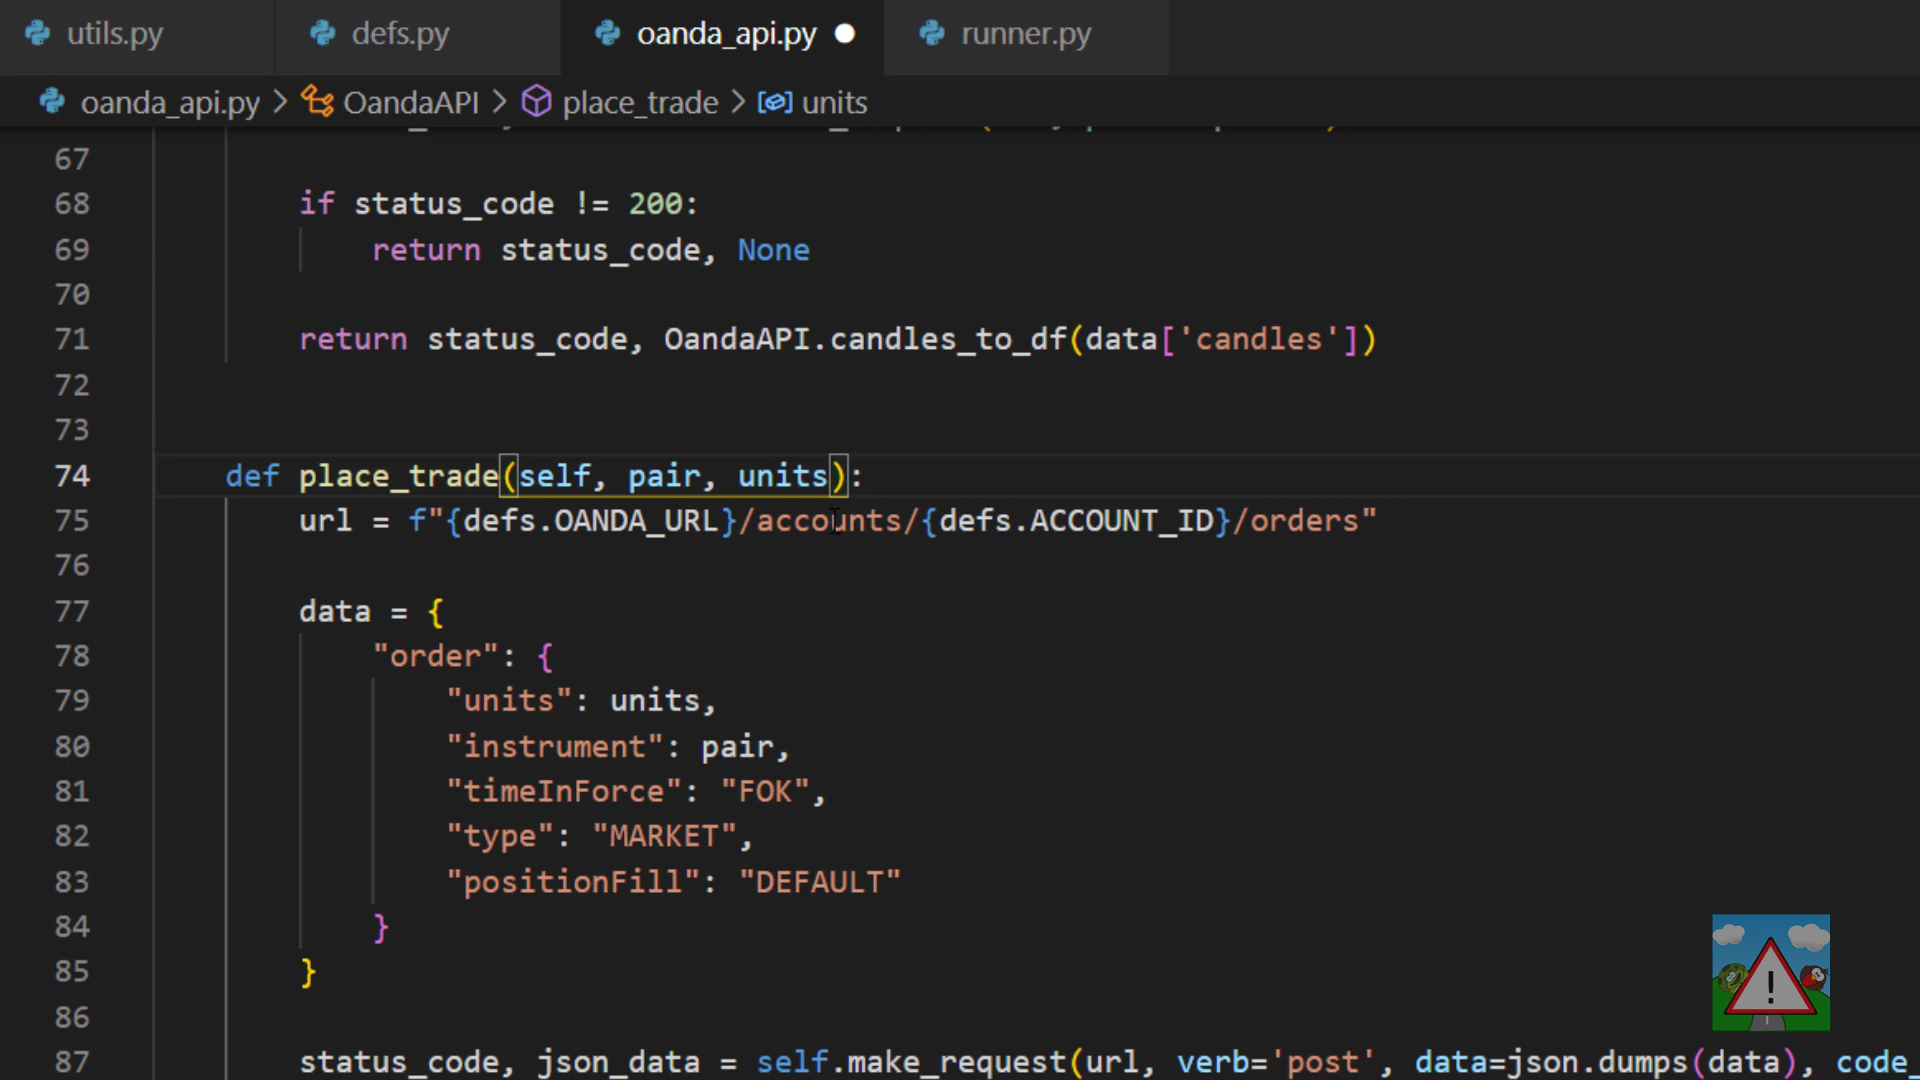 utils.py defs.py oanda_api.py runner.py
oanda_api.py > OandaAPI > place_trade > units
67
68 if status_code != 200:
69 return status_code, None
70
71 return status_code, OandaAPI.candles_to_df(data['candles'])
72
73
74 def place_trade(self, pair, units):
75 url = f"{defs.OANDA_URL}/accounts/{defs.ACCOUNT_ID}/orders"
76
77 data = {
78 "order": {
79 "units": units,
80 "instrument": pair,
81 "timeInForce": "FOK",
82 "type": "MARKET",
83 "positionFill": "DEFAULT"
84 }
85 }
86
87 status_code, json_data = self.make_request(url, verb='post', data=json.dumps(data), code_
!